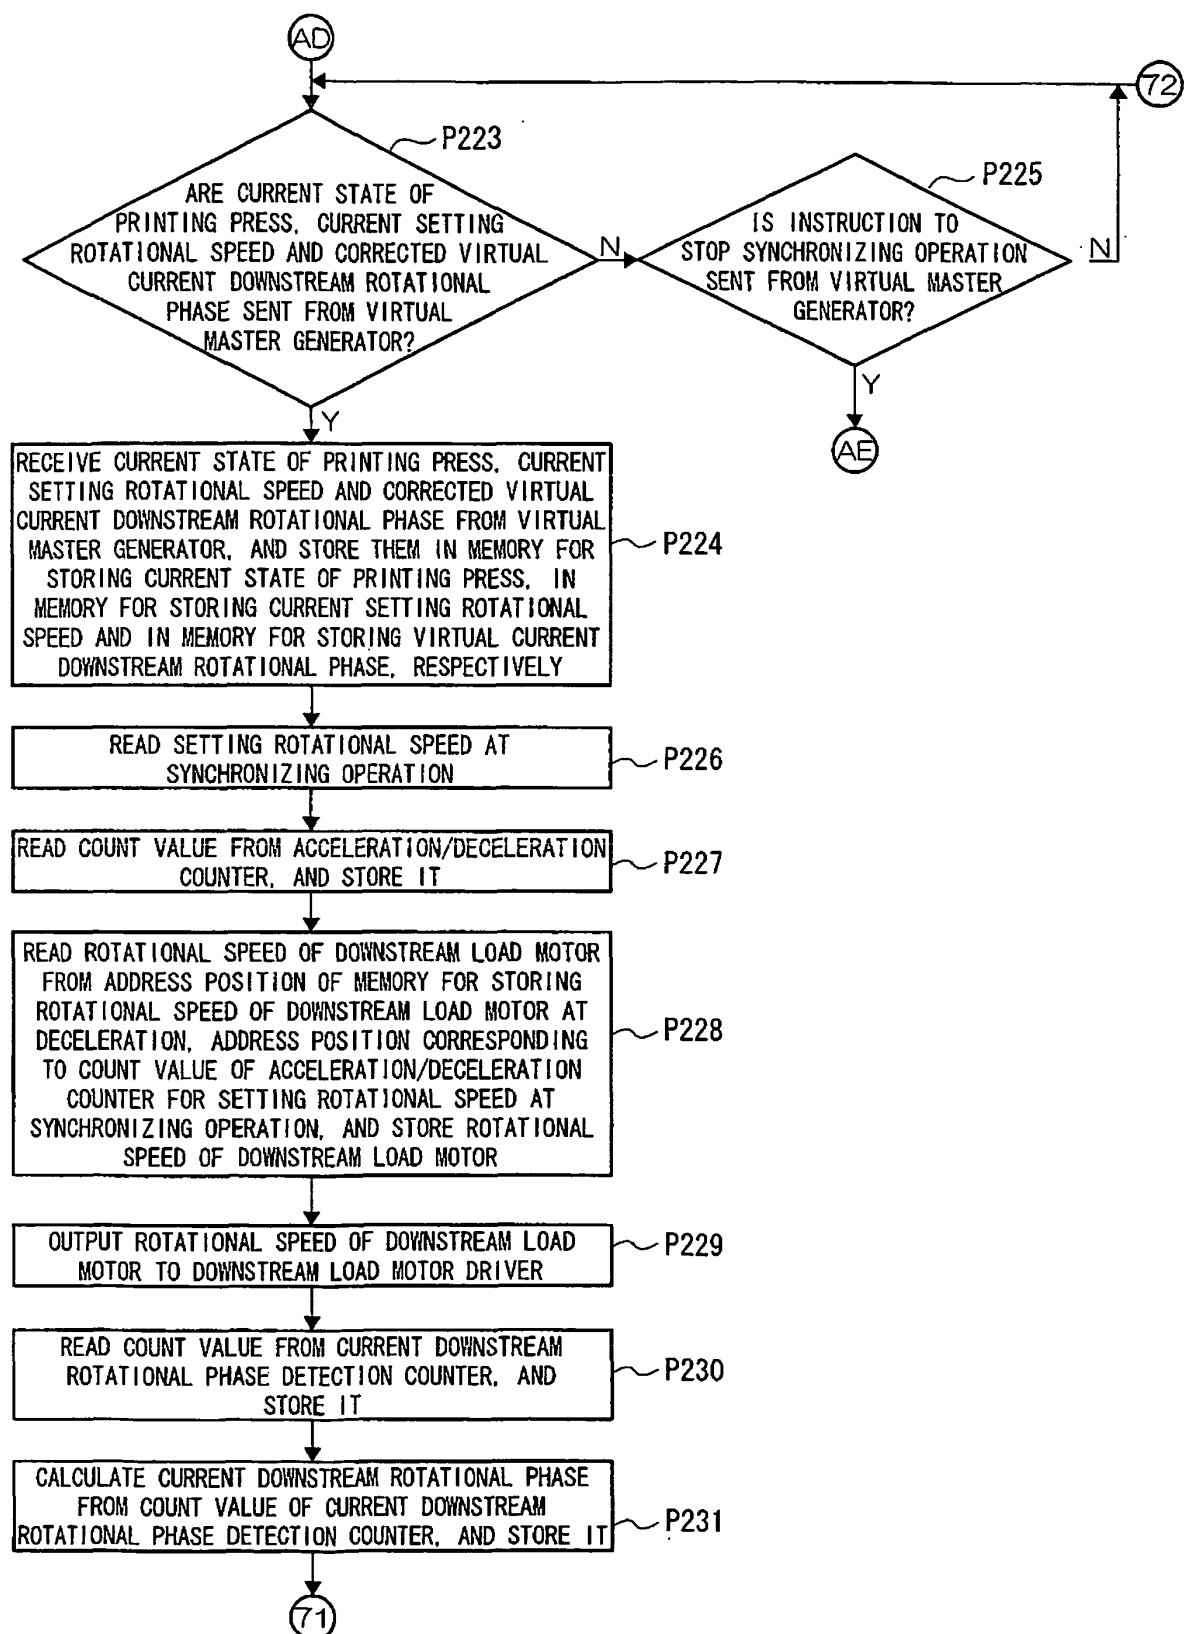 AD
72
P223
ARE CURRENT STATE OF
PRINTING PRESS, CURRENT SETTING
ROTATIONAL SPEED AND CORRECTED VIRTUAL
CURRENT DOWNSTREAM ROTATIONAL
PHASE SENT FROM VIRTUAL
MASTER GENERATOR?
N
Y
P225
IS INSTRUCTION TO
STOP SYNCHRONIZING OPERATION
SENT FROM VIRTUAL MASTER
GENERATOR?
N
Y
AE
RECEIVE CURRENT STATE OF PRINTING PRESS, CURRENT
SETTING ROTATIONAL SPEED AND CORRECTED VIRTUAL
CURRENT DOWNSTREAM ROTATIONAL PHASE FROM VIRTUAL
MASTER GENERATOR, AND STORE THEM IN MEMORY FOR
STORING CURRENT STATE OF PRINTING PRESS, IN
MEMORY FOR STORING CURRENT SETTING ROTATIONAL
SPEED AND IN MEMORY FOR STORING VIRTUAL CURRENT
DOWNSTREAM ROTATIONAL PHASE, RESPECTIVELY
P224
READ SETTING ROTATIONAL SPEED AT
SYNCHRONIZING OPERATION
P226
READ COUNT VALUE FROM ACCELERATION/DECELERATION
COUNTER, AND STORE IT
P227
READ ROTATIONAL SPEED OF DOWNSTREAM LOAD MOTOR
FROM ADDRESS POSITION OF MEMORY FOR STORING
ROTATIONAL SPEED OF DOWNSTREAM LOAD MOTOR AT
DECELERATION, ADDRESS POSITION CORRESPONDING
TO COUNT VALUE OF ACCELERATION/DECELERATION
COUNTER FOR SETTING ROTATIONAL SPEED AT
SYNCHRONIZING OPERATION, AND STORE ROTATIONAL
SPEED OF DOWNSTREAM LOAD MOTOR
P228
OUTPUT ROTATIONAL SPEED OF DOWNSTREAM LOAD
MOTOR TO DOWNSTREAM LOAD MOTOR DRIVER
P229
READ COUNT VALUE FROM CURRENT DOWNSTREAM
ROTATIONAL PHASE DETECTION COUNTER, AND
STORE IT
P230
CALCULATE CURRENT DOWNSTREAM ROTATIONAL PHASE
FROM COUNT VALUE OF CURRENT DOWNSTREAM
ROTATIONAL PHASE DETECTION COUNTER, AND STORE IT
P231
71